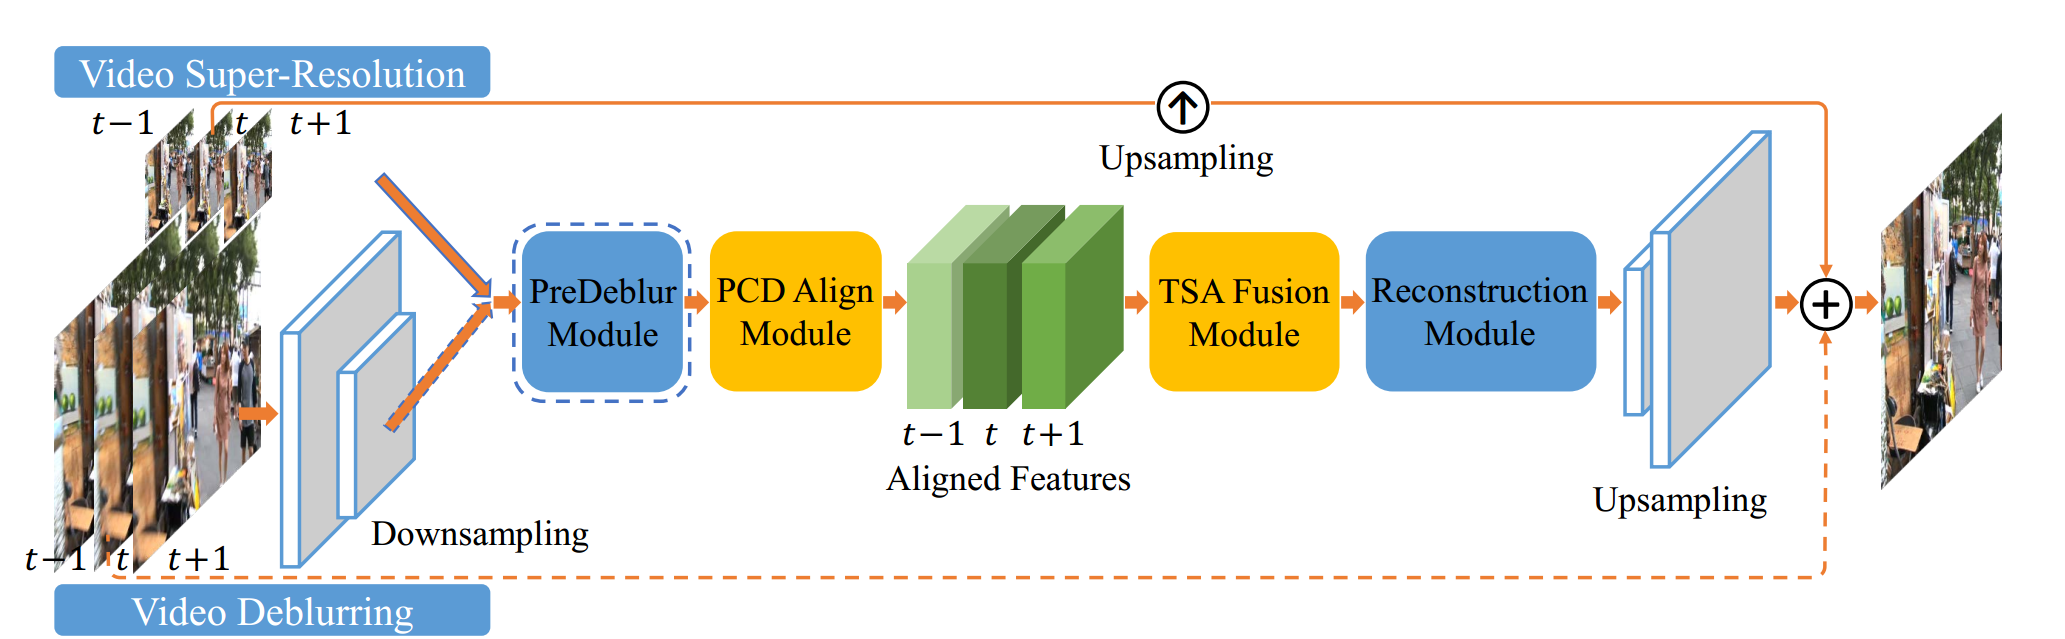 Video Super-Resolution
t−1 t t+1
Upsampling
PreDeblur
Module
PCD Align
Module
t−1 t t+1
Aligned Features
TSA Fusion
Module
Reconstruction
Module
Upsampling
Downsampling
t−1 t t+1
Video Deblurring